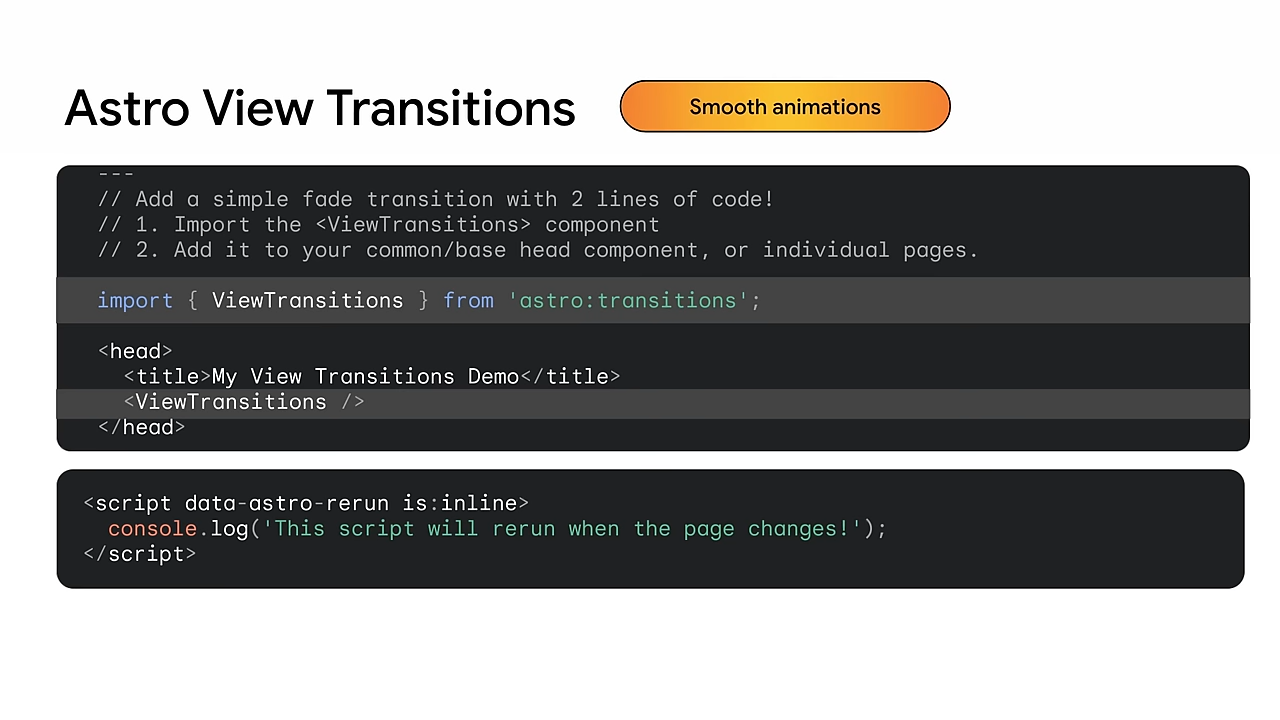 Astro View Transitions
Smooth animations
---
// Add a simple fade transition with 2 lines of code!
// 1. Import the <ViewTransitions> component
// 2. Add it to your common/base head component, or individual pages.
import { ViewTransitions } from 'astro:transitions';
<head>
  <title>My View Transitions Demo</title>
  <ViewTransitions />
</head>
<script data-astro-rerun is:inline>
  console.log('This script will rerun when the page changes!');
</script>